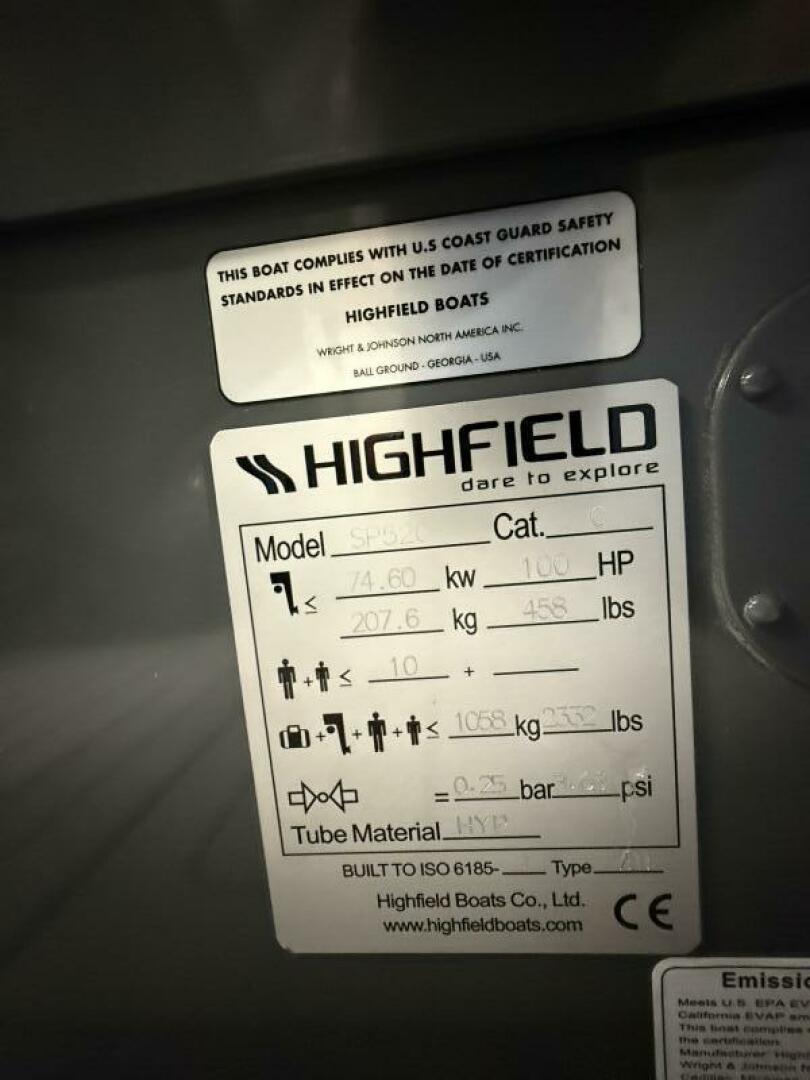 THIS BOAT COMPLIES WITH U.S COAST GUARD SAFETY
STANDARDS IN EFFECT ON THE DATE OF CERTIFICATION
HIGHFIELD BOATS
WRIGHT & JOHNSON NORTH AMERICA INC.
BALL GROUND - GEORGIA - USA
HIGHFIELD
dare to explore
Model SP520 Cat. C
≤ 74.60 kw 100 HP
207.6 kg 458 lbs
+ ≤ 10 +
+ + + ≤ 1058 kg 2332 lbs
= 0.25 bar 3.63 psi
Tube Material HYP
BUILT TO ISO 6185- Type
Highfield Boats Co., Ltd.
www.highfieldboats.com CE
Emissio
Meets U.S. EPA EV
California EVAP em
This boat complies
the certification.
Manufacturer: Highf
Wright & Johnson